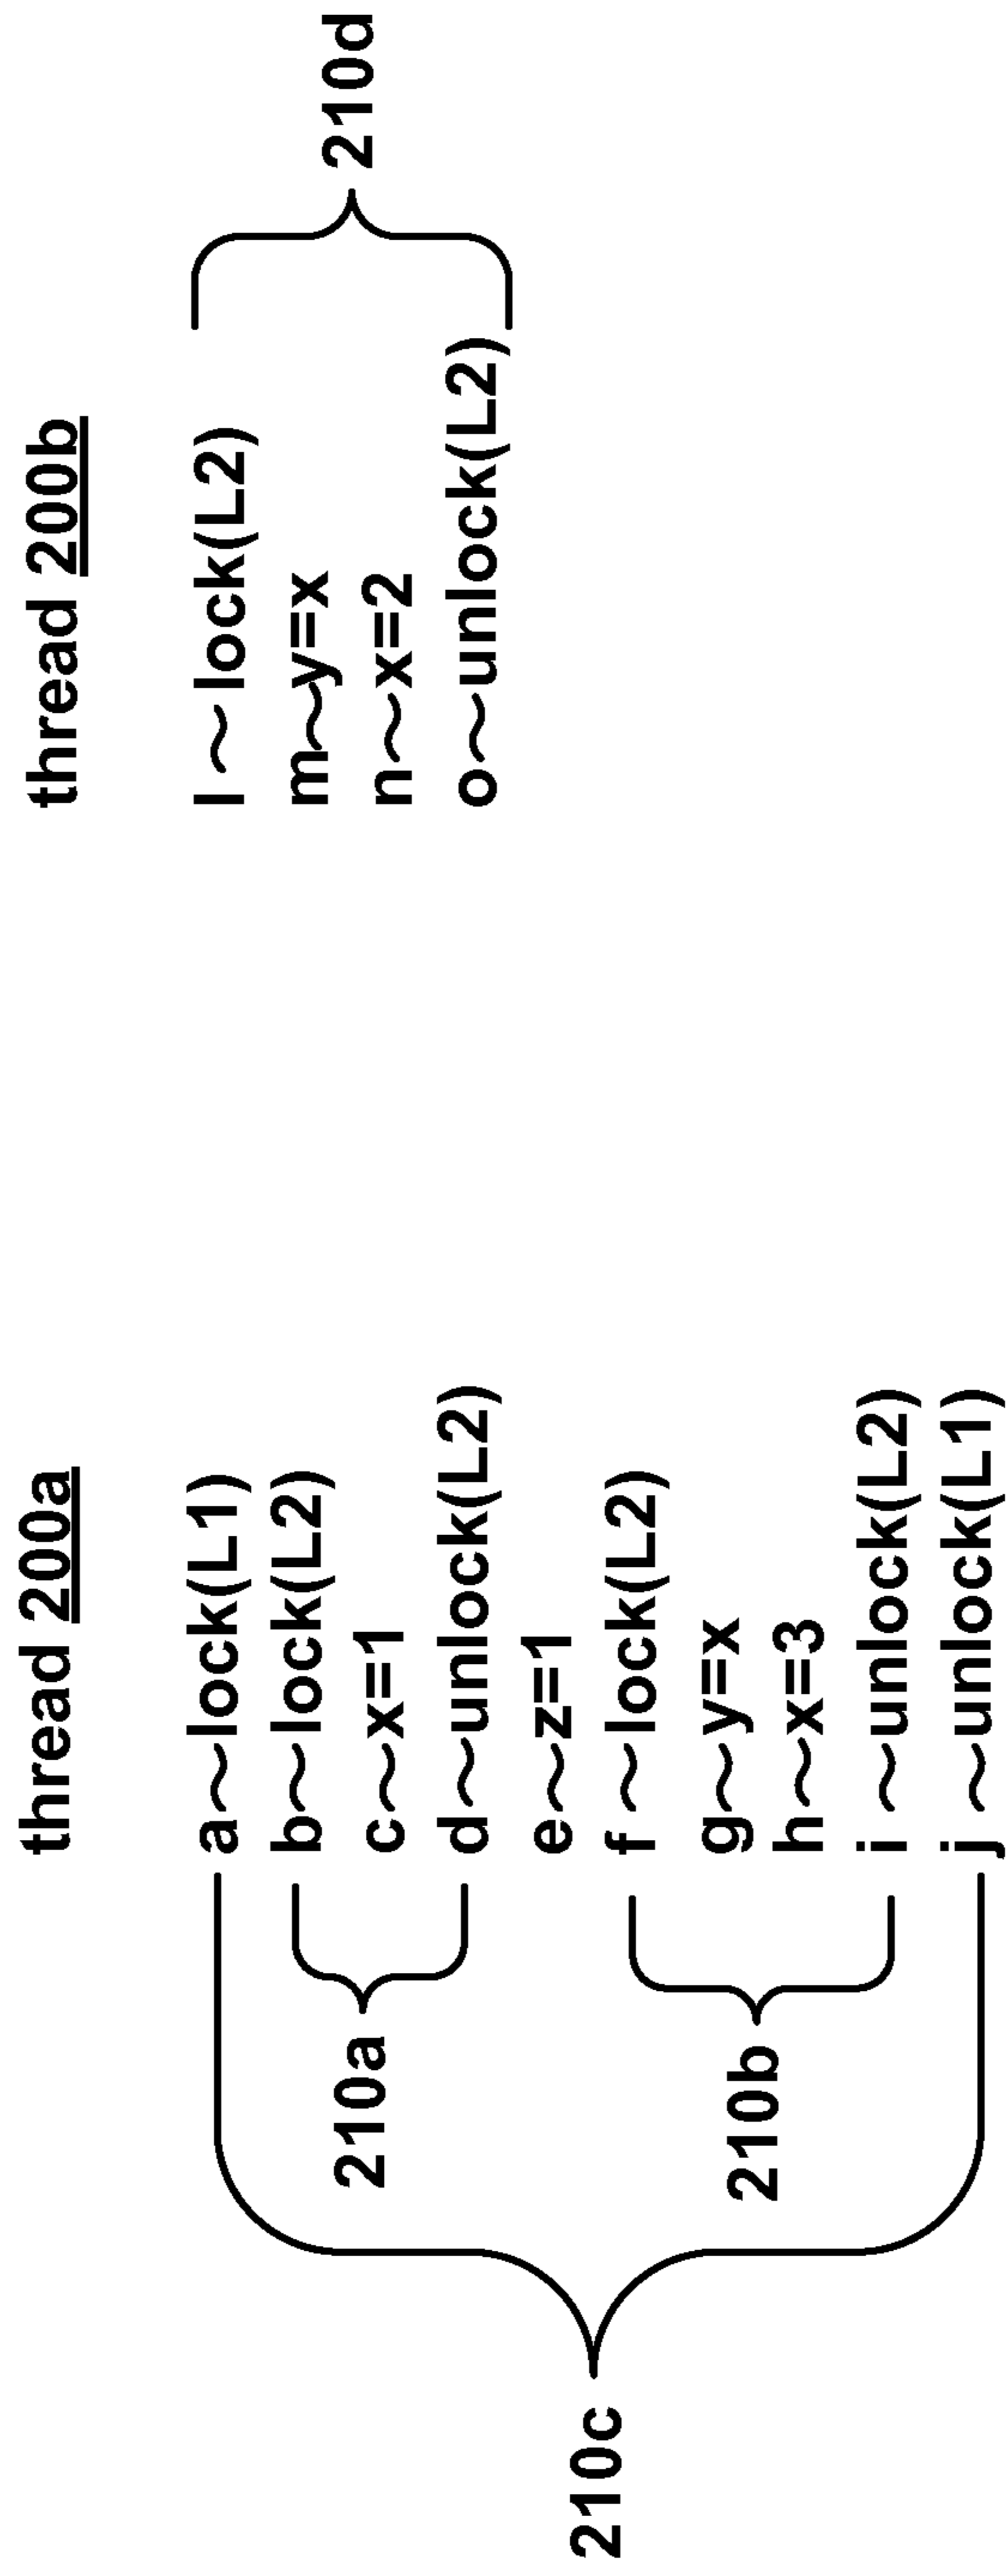 thread 200a
a~lock(L1)
b~lock(L2)
c~x=1
d~unlock(L2)
e~z=1
f~lock(L2)
g~y=x
h~x=3
i~unlock(L2)
j~unlock(L1)
210a
210b
210c
thread 200b
l~lock(L2)
m~y=x
n~x=2
o~unlock(L2)
210d